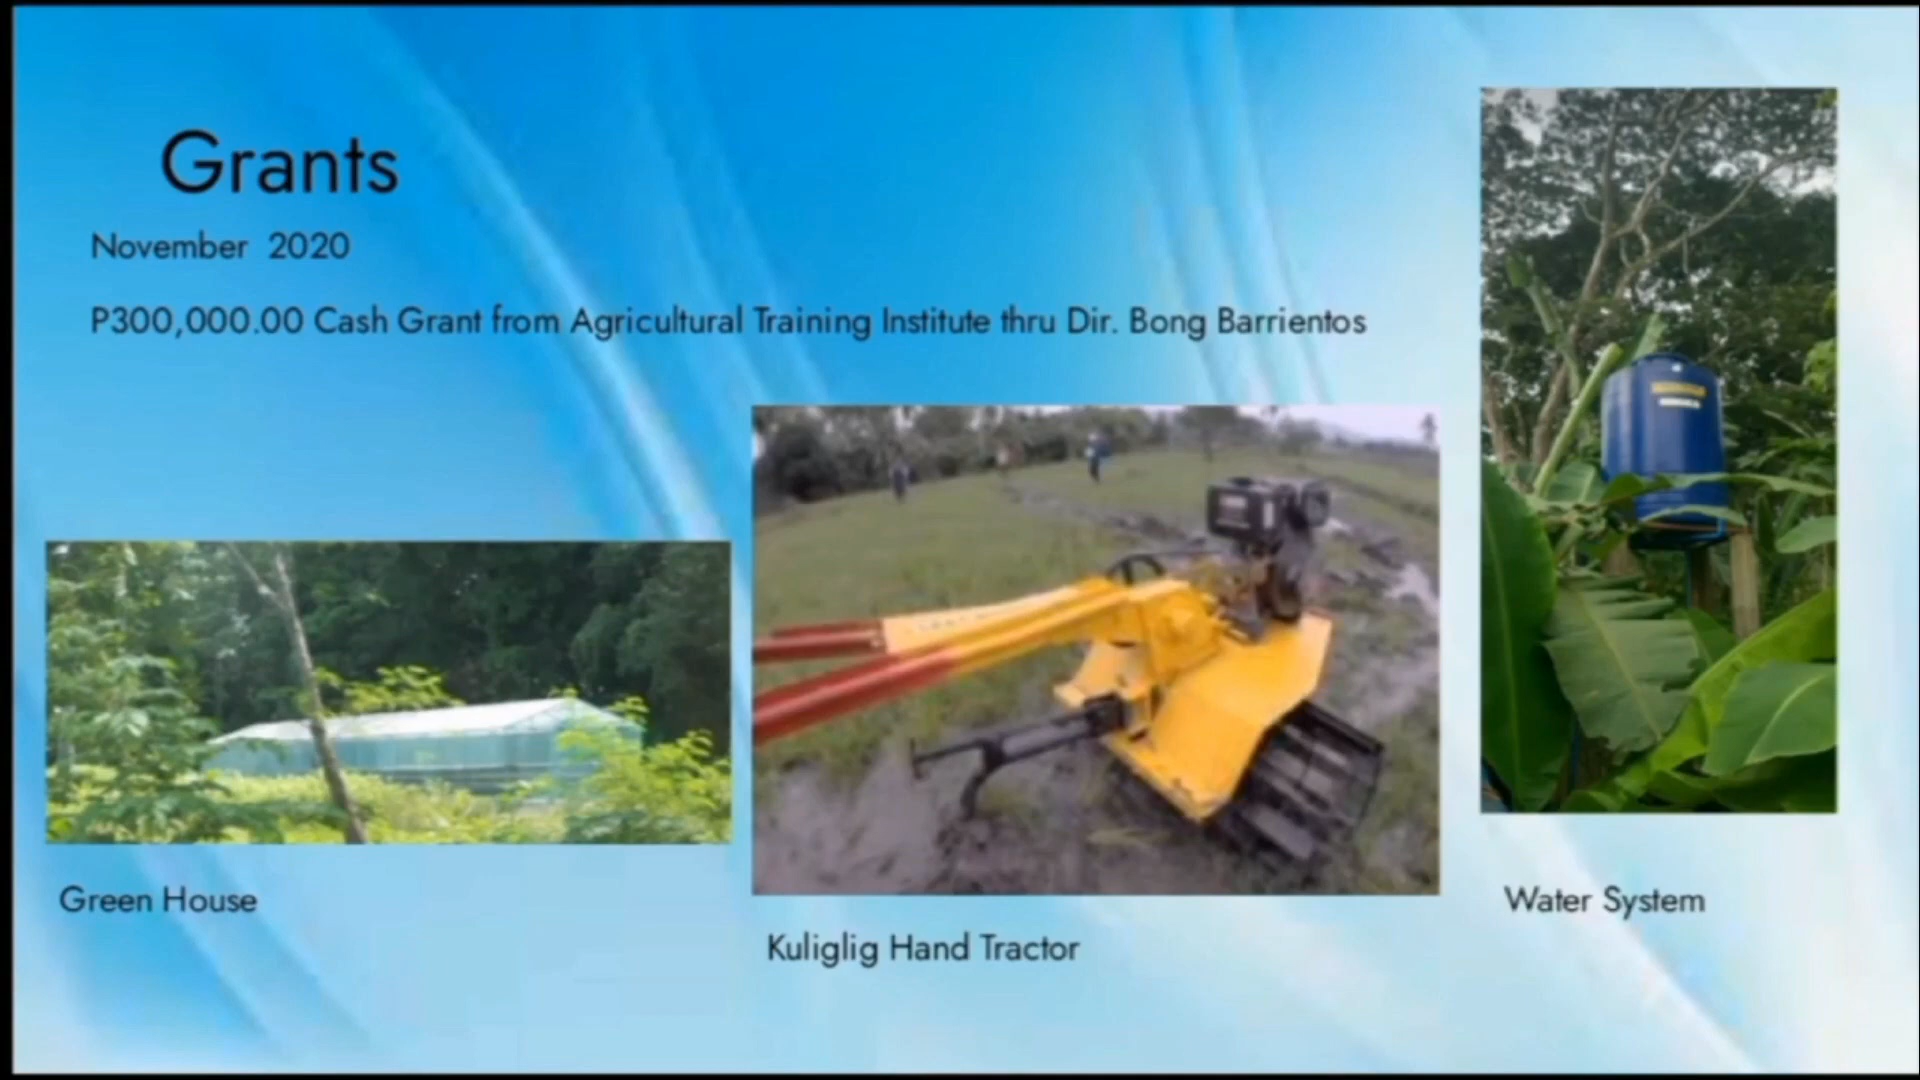 Grants
November 2020
P300,000.00 Cash Grant from Agricultural Training Institute thru Dir. Bong Barrientos
Green House
Kuliglig Hand Tractor
Water System